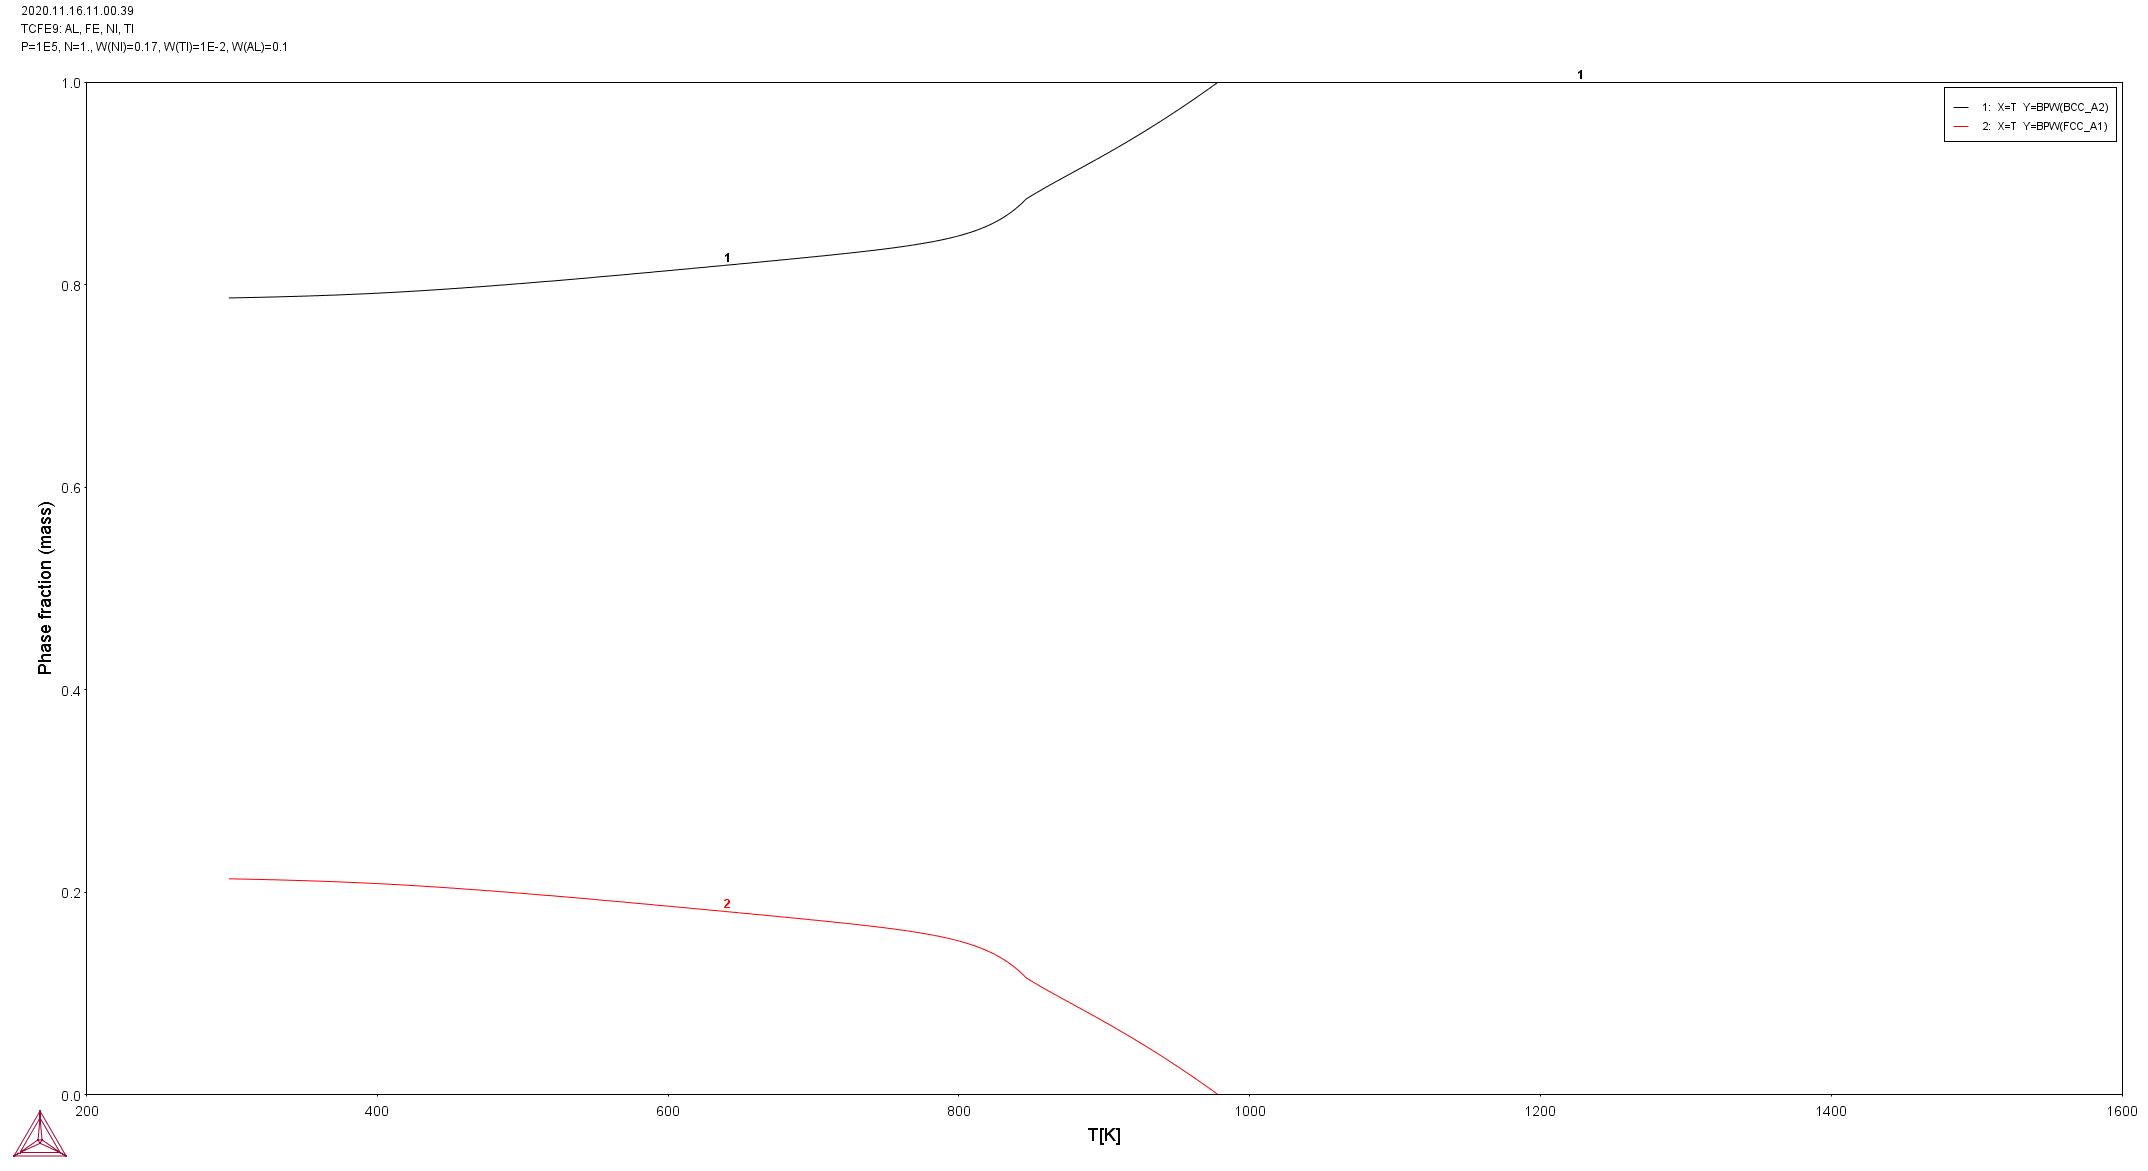 2020.11.16.11.00.39
TCFE9: AL, FE, NI, TI
P=1E5, N=1., W(NI)=0.17, W(TI)=1E-2, W(AL)=0.1
1
1: X=T Y=BPW(BCC_A2)
2: X=T Y=BPW(FCC_A1)
1.0
1
0.8
0.6
Phase fraction (mass)
0.4
2
0.2
0.0
200 400 600 800 1000 1200 1400 1600
T[K]